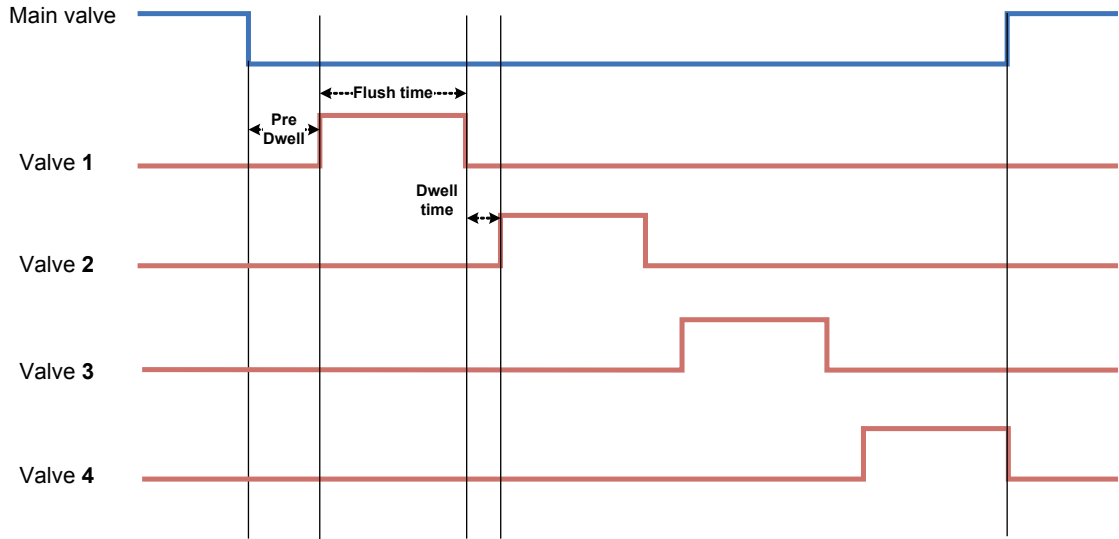 Main valve
Flush time
Pre
Dwell
Valve 1
Dwell
time
Valve 2
Valve 3
Valve 4